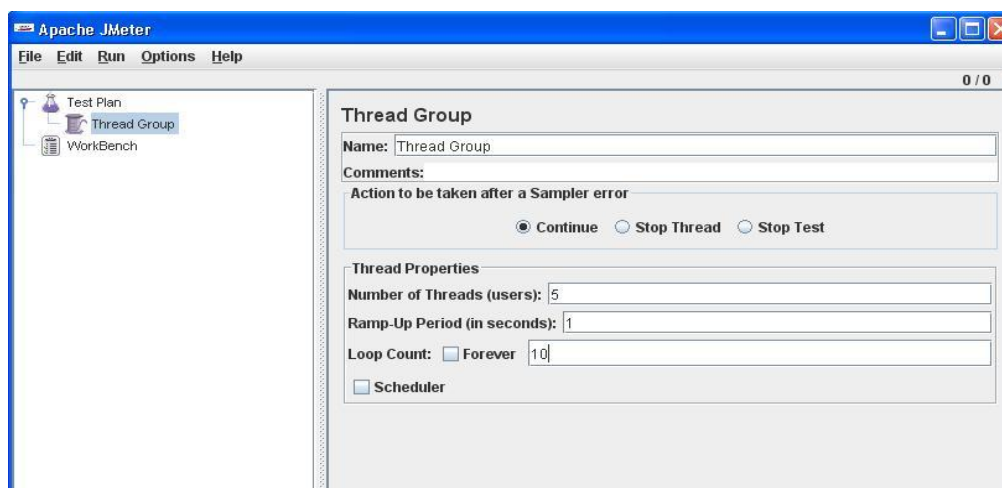 Apache JMeter
File Edit Run Options Help
0 / 0
Test Plan
Thread Group
WorkBench
Thread Group
Name: Thread Group
Comments:
Action to be taken after a Sampler error
Continue Stop Thread Stop Test
Thread Properties
Number of Threads (users): 5
Ramp-Up Period (in seconds): 1
Loop Count: Forever 10
Scheduler